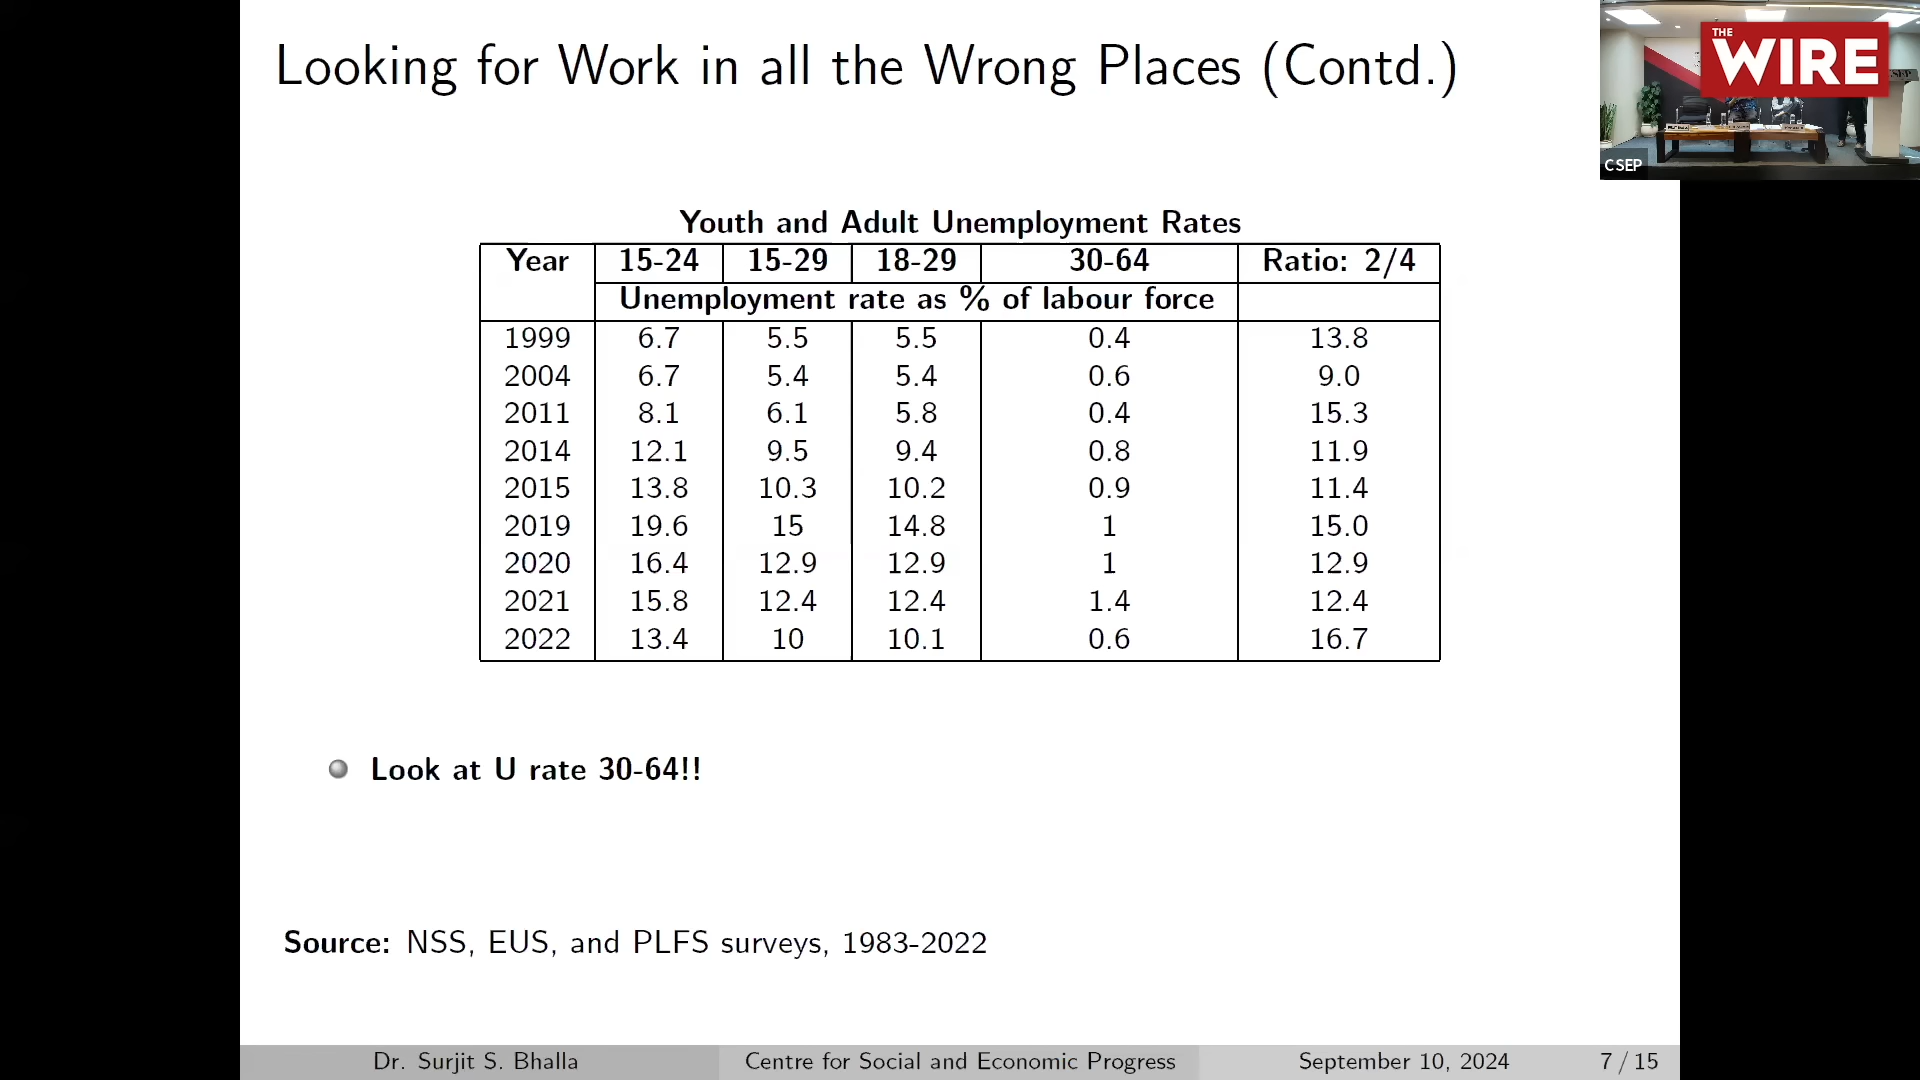 Looking for Work in all the Wrong Places (Contd.)
THE
WIRE
CSEP
Youth and Adult Unemployment Rates
Year 15-24 15-29 18-29 30-64 Ratio: 2/4
Unemployment rate as % of labour force
1999 6.7 5.5 5.5 0.4 13.8
2004 6.7 5.4 5.4 0.6 9.0
2011 8.1 6.1 5.8 0.4 15.3
2014 12.1 9.5 9.4 0.8 11.9
2015 13.8 10.3 10.2 0.9 11.4
2019 19.6 15 14.8 1 15.0
2020 16.4 12.9 12.9 1 12.9
2021 15.8 12.4 12.4 1.4 12.4
2022 13.4 10 10.1 0.6 16.7
Look at U rate 30-64!!
Source: NSS, EUS, and PLFS surveys, 1983-2022
Dr. Surjit S. Bhalla Centre for Social and Economic Progress September 10, 2024 7 / 15